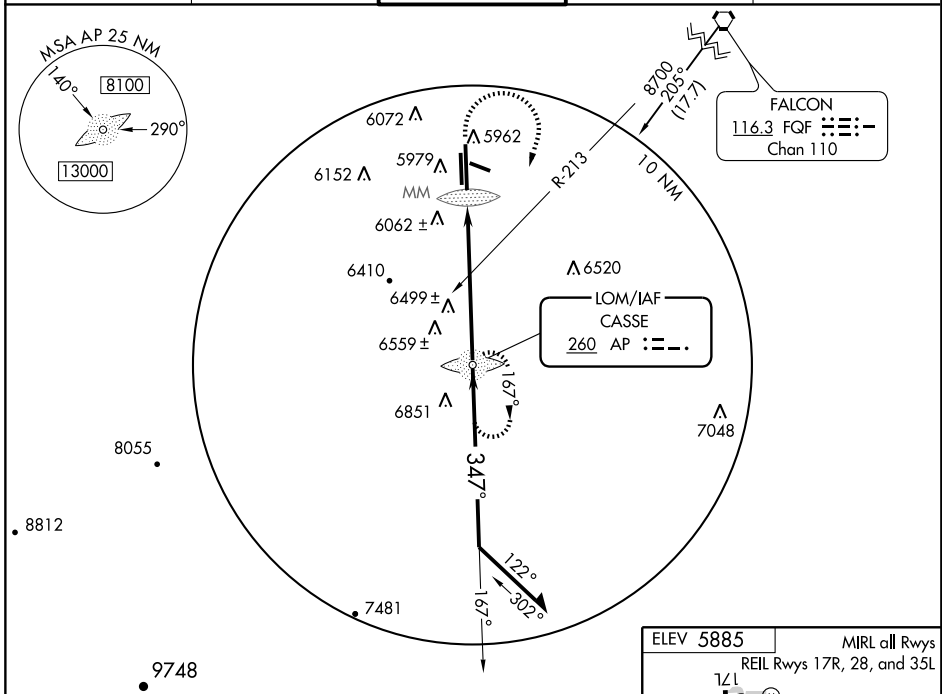 MSA AP 25 NM
140°
8100
290°
13000
8700
205°
(17.7)
FALCON
116.3 FQF
Chan 110
R-213
10 NM
6072
5962
5979
6152
MM
6062 ±
6410
6499 ±
6520
6559 ±
LOM/IAF
CASSE
260 AP
167°
6851
7048
347°
8055
8812
122°
302°
167°
7481
9748
ELEV 5885
MIRL all Rwys
REIL Rwys 17R, 28, and 35L
17L
H